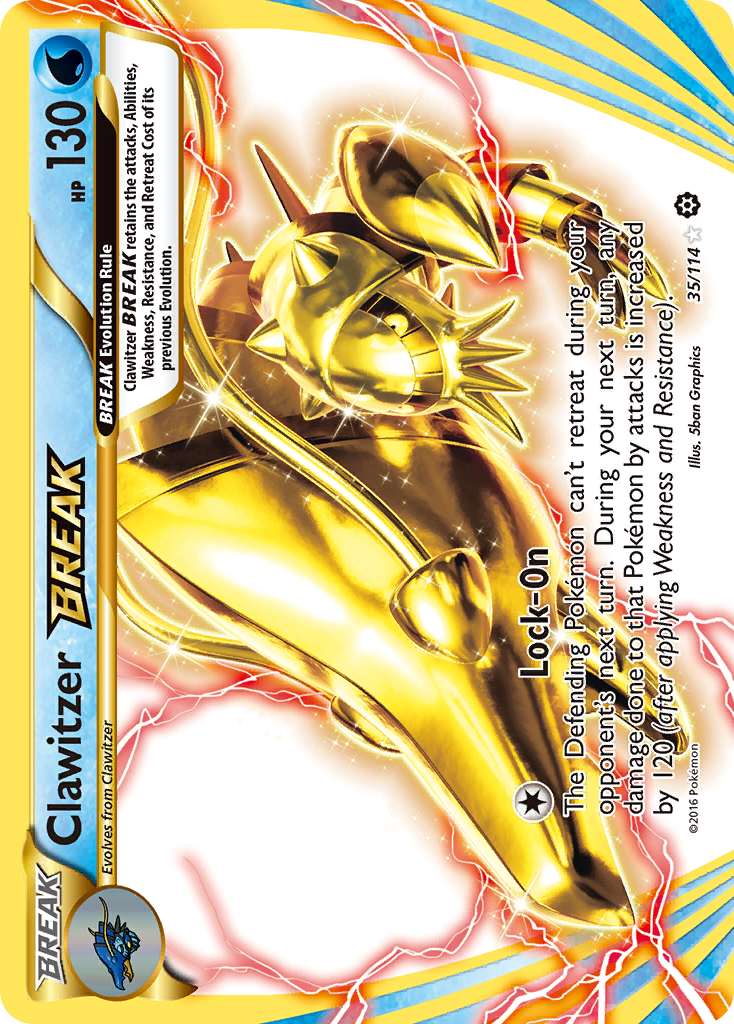 BREAK
Clawitzer BREAK
HP 130
Evolves from Clawitzer
BREAK Evolution Rule
Clawitzer BREAK retains the attacks, Abilities,
Weakness, Resistance, and Retreat Cost of its
previous Evolution.
Lock-On
The Defending Pokémon can't retreat during your
opponent's next turn. During your next turn, any
damage done to that Pokémon by attacks is increased
by 120 (after applying Weakness and Resistance).
©2016 Pokémon
Illus. 5ban Graphics
35/114